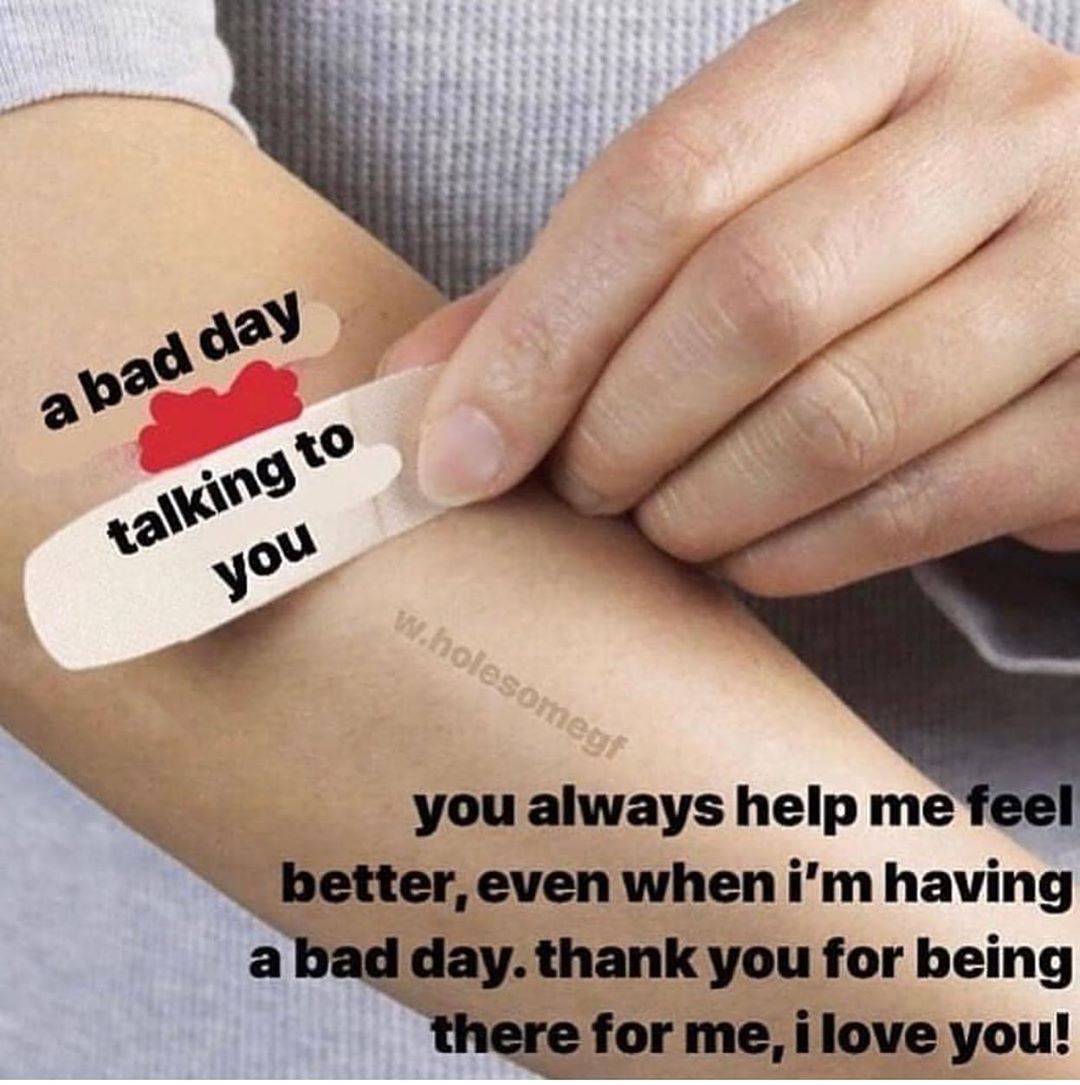 a bad day
talking to
you
w.holesomegf
you always help me feel
better, even when i'm having
a bad day. thank you for being
there for me, i love you!